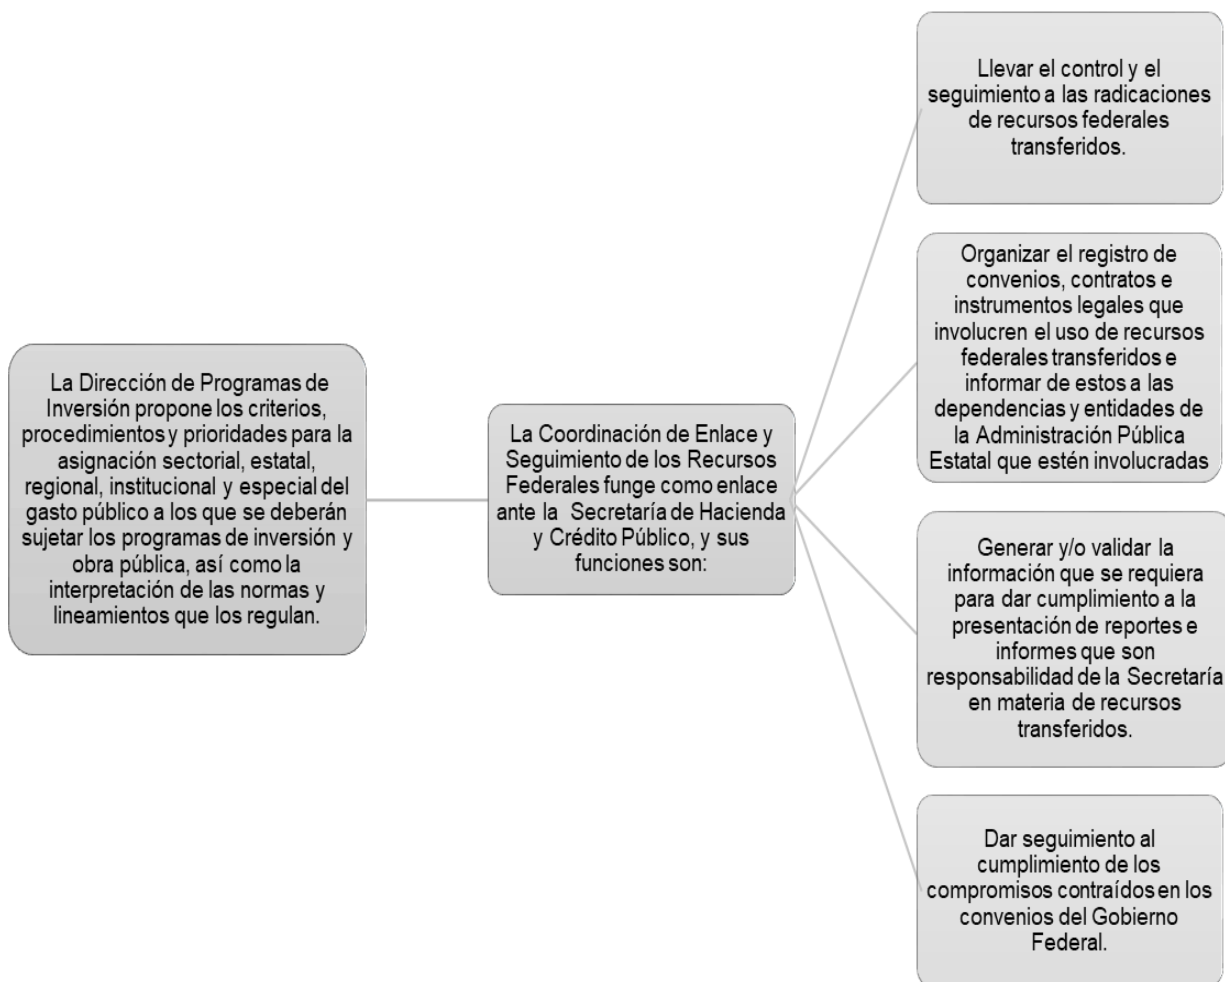 La Dirección de Programas de
Inversión propone los criterios,
procedimientos y prioridades para la
asignación sectorial, estatal,
regional, institucional y especial del
gasto público a los que se deberán
sujetar los programas de inversión y
obra pública, así como la
interpretación de las normas y
lineamientos que los regulan.
La Coordinación de Enlace y
Seguimiento de los Recursos
Federales funge como enlace
ante la Secretaría de Hacienda
y Crédito Público, y sus
funciones son:
Llevar el control y el
seguimiento a las radicaciones
de recursos federales
transferidos.
Organizar el registro de
convenios, contratos e
instrumentos legales que
involucren el uso de recursos
federales transferidos e
informar de estos a las
dependencias y entidades de
la Administración Pública
Estatal que estén involucradas
Generar y/o validar la
información que se requiera
para dar cumplimiento a la
presentación de reportes e
informes que son
responsabilidad de la Secretaría
en materia de recursos
transferidos.
Dar seguimiento al
cumplimiento de los
compromisos contraídos en los
convenios del Gobierno
Federal.